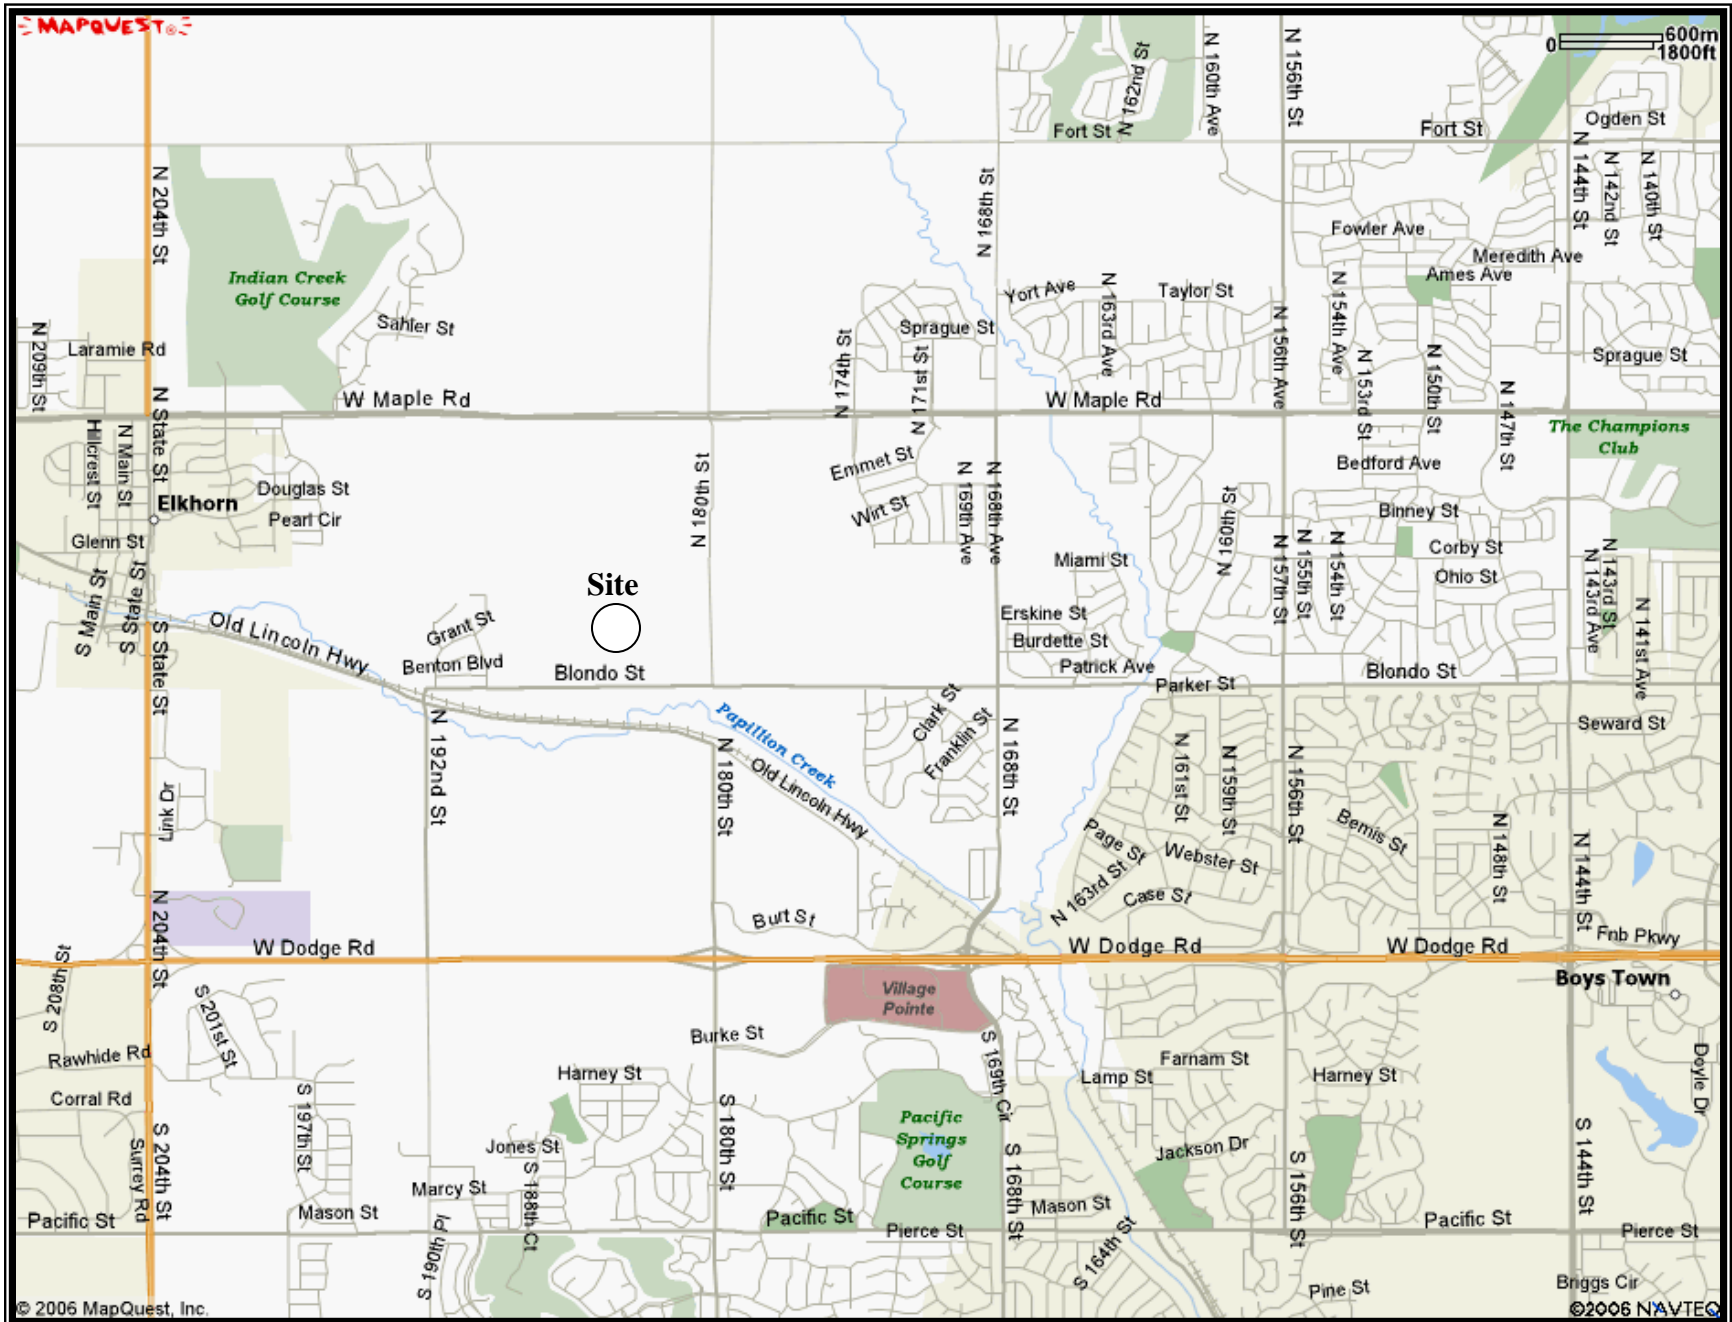 MAPQUEST®
600m
0
1800ft
N 162nd St
N 160th Ave
N 156th St
Fort St
Fort St
Ogden St
N 204th St
N 168th St
N 144th St
N 142nd St
N 140th St
Fowler Ave
Meredith Ave
Ames Ave
Indian Creek
Golf Course
Yort Ave
N 163rd Ave
Taylor St
N 154th Ave
Sahler St
Sprague St
N 156th Ave
N 209th St
Laramie Rd
N 174th St
N 171st St
N 153rd St
N 150th St
Sprague St
N State St
W Maple Rd
W Maple Rd
N 147th St
The Champions
Club
Hillcrest St
N Main St
Emmet St
Bedford Ave
N 180th St
N 169th Ave
N 168th Ave
Douglas St
Elkhorn
Pearl Cir
Wirt St
N 160th St
Binney St
Glenn St
N 157th St
N 155th St
N 154th St
Corby St
N 143rd St
N 143rd Ave
Miami St
Ohio St
Site
S Main St
S State St
Erskine St
N 141st Ave
Old Lincoln Hwy
Grant St
Burdette St
Benton Blvd
Blondo St
Patrick Ave
Blondo St
Parker St
S State St
N 192nd St
Papillion Creek
Clark St
Franklin St
N 168th St
Seward St
N 180th St
Old Lincoln Hwy
N 161st St
N 159th St
N 156th St
Link Dr
Page St
Webster St
Bemis St
N 148th St
N 144th St
N 163rd St
Case St
N 204th St
Burt St
W Dodge Rd
W Dodge Rd
W Dodge Rd
Fnb Pkwy
S 208th St
Boys Town
Village
Pointe
S 201st St
Burke St
Rawhide Rd
S 169th Cir
Farnam St
Doyle Dr
Harney St
Lamp St
Harney St
Corral Rd
S 197th St
S 180th St
Pacific
Springs
Golf
Course
Surrey Rd
S 204th St
Jones St
S 188th Ct
S 168th St
Jackson Dr
S 156th St
S 144th St
Marcy St
Mason St
Mason St
Pacific St
Pacific St
Pierce St
Pacific St
Pierce St
S 190th Pl
S 164th St
Pine St
Briggs Cir
© 2006 MapQuest, Inc.
©2006 NAVTEQ